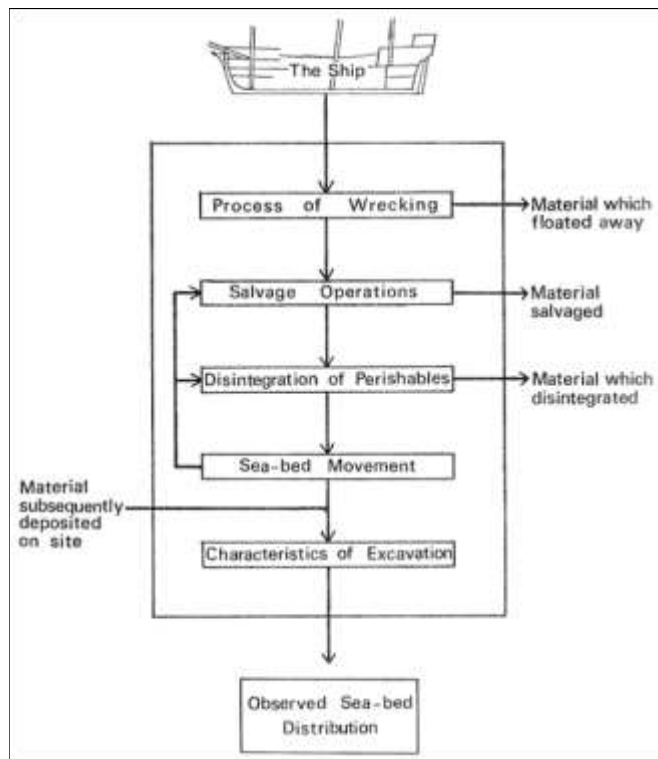 The Ship
Process of Wrecking
Material which
floated away
Salvage Operations
Material
salvaged
Disintegration of Perishables
Material which
disintegrated
Sea-bed Movement
Material
subsequently
deposited
on site
Characteristics of Excavation
Observed Sea-bed
Distribution